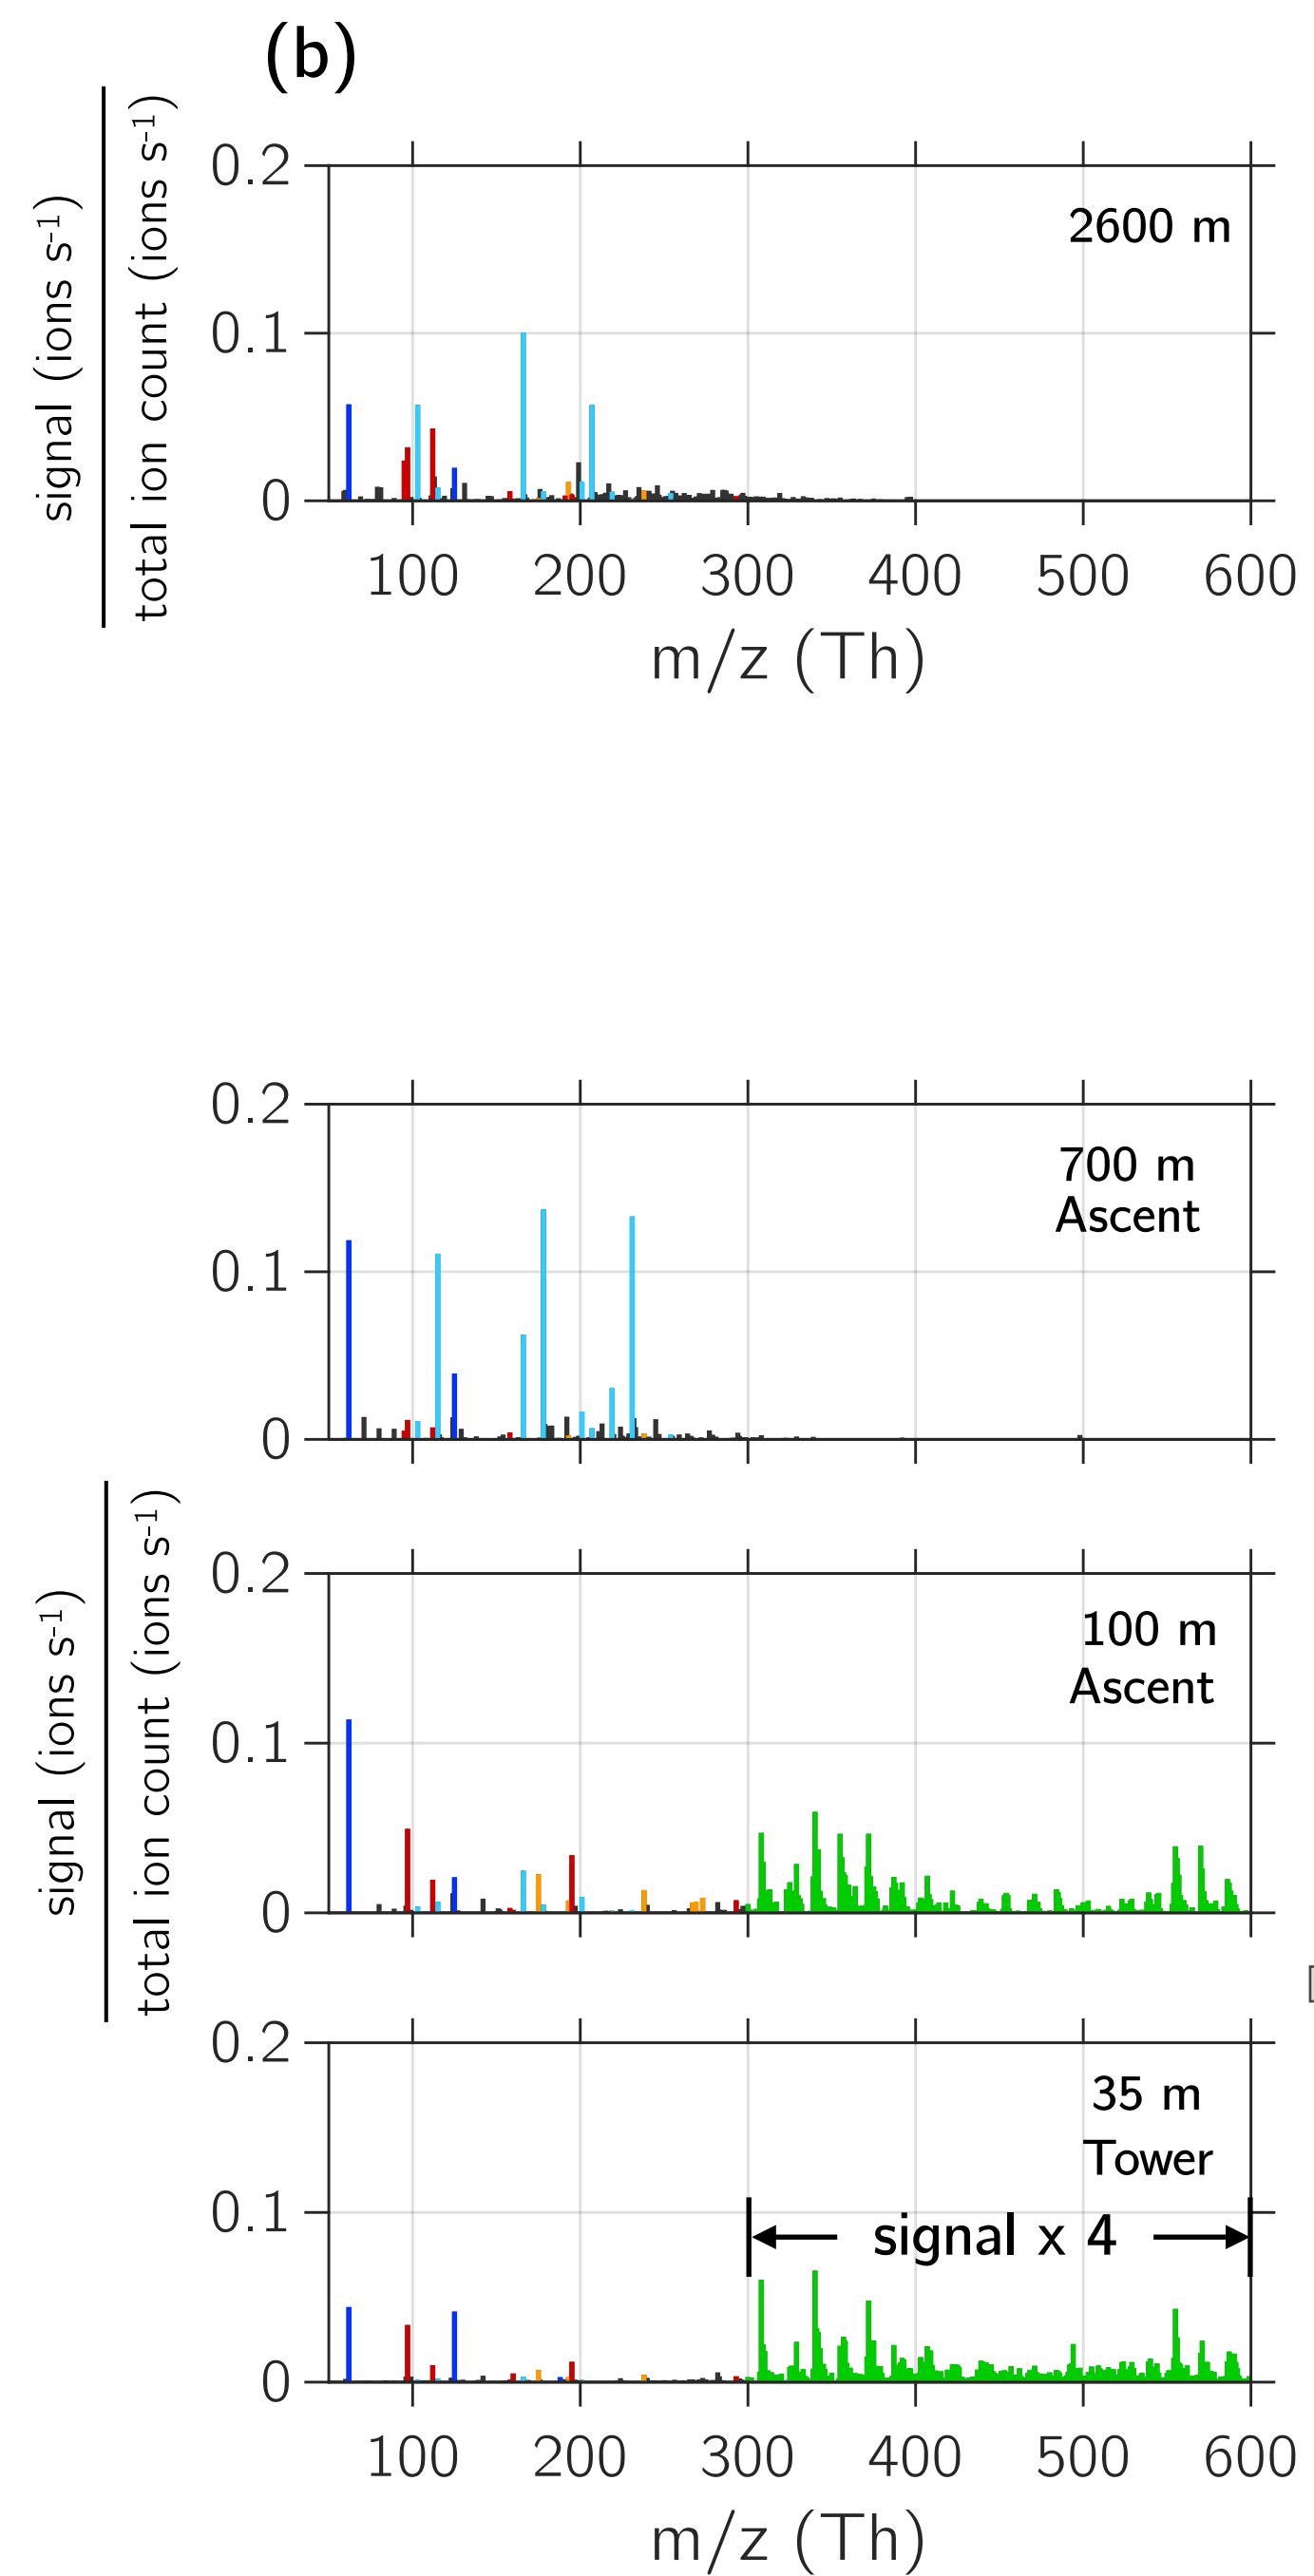 (b)
signal (ions s-1)
total ion count (ions s-1)
0.2
0.1
0
2600 m
100 200 300 400 500 600
m/z (Th)
0.2
0.1
0
700 m
Ascent
signal (ions s-1)
total ion count (ions s-1)
0.2
0.1
0
100 m
Ascent
0.2
0.1
0
35 m
Tower
signal x 4
100 200 300 400 500 600
m/z (Th)